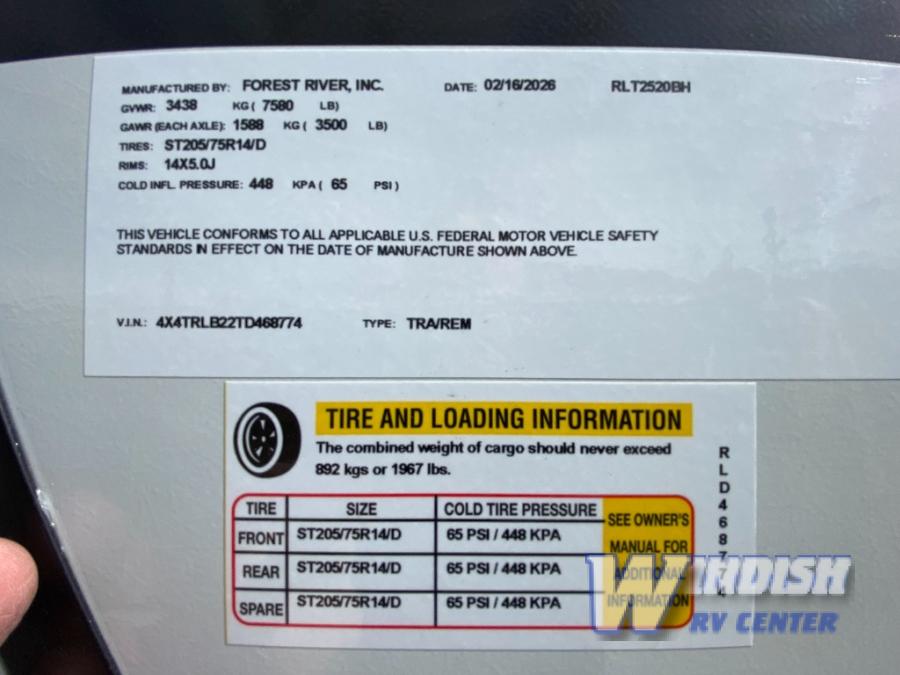 MANUFACTURED BY: FOREST RIVER, INC. DATE: 02/16/2026 RLT2520BH
GVWR: 3438 KG ( 7580 LB)
GAWR (EACH AXLE): 1588 KG ( 3500 LB)
TIRES: ST205/75R14/D
RIMS: 14X5.0J
COLD INFL. PRESSURE: 448 KPA ( 65 PSI )
THIS VEHICLE CONFORMS TO ALL APPLICABLE U.S. FEDERAL MOTOR VEHICLE SAFETY
STANDARDS IN EFFECT ON THE DATE OF MANUFACTURE SHOWN ABOVE.
V.I.N.: 4X4TRLB22TD468774 TYPE: TRA/REM
TIRE AND LOADING INFORMATION
The combined weight of cargo should never exceed
892 kgs or 1967 lbs.
TIRE SIZE COLD TIRE PRESSURE
FRONT ST205/75R14/D 65 PSI / 448 KPA
REAR ST205/75R14/D 65 PSI / 448 KPA
SPARE ST205/75R14/D 65 PSI / 448 KPA
SEE OWNER'S
MANUAL FOR
ADDITIONAL
INFORMATION
RLD468774
WINDISH
RV CENTER